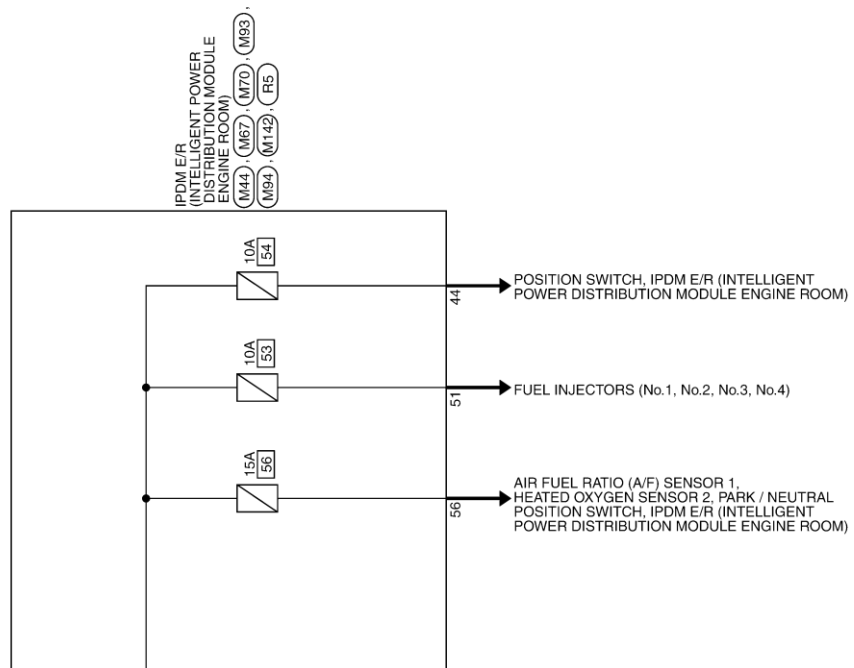 IPDM E/R
(INTELLIGENT POWER
DISTRIBUTION MODULE
ENGINE ROOM)
M44 , M67 , M70 , M93 ,
M94 , M142 , R5
10A
54
44
POSITION SWITCH, IPDM E/R (INTELLIGENT
POWER DISTRIBUTION MODULE ENGINE ROOM)
10A
53
51
FUEL INJECTORS (No.1, No.2, No.3, No.4)
15A
56
56
AIR FUEL RATIO (A/F) SENSOR 1,
HEATED OXYGEN SENSOR 2, PARK / NEUTRAL
POSITION SWITCH, IPDM E/R (INTELLIGENT
POWER DISTRIBUTION MODULE ENGINE ROOM)